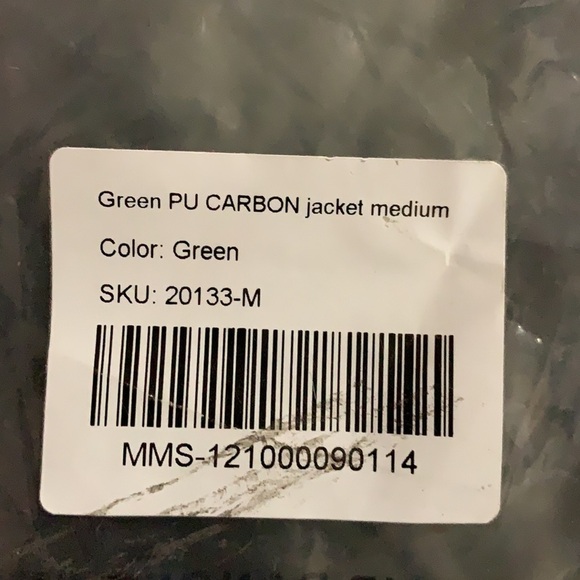 Green PU CARBON jacket medium
Color: Green
SKU: 20133-M
MMS-121000090114